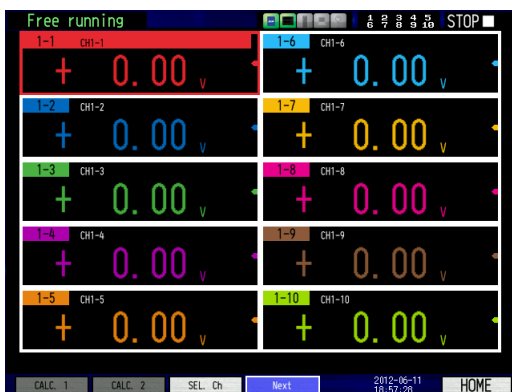 Free running
1 2 3 4 5
6 7 8 9 10
STOP
1-1 CH1-1
+ 0.00 V
1-2 CH1-2
+ 0.00 V
1-3 CH1-3
+ 0.00 V
1-4 CH1-4
+ 0.00 V
1-5 CH1-5
+ 0.00 V
1-6 CH1-6
+ 0.00 V
1-7 CH1-7
+ 0.00 V
1-8 CH1-8
+ 0.00 V
1-9 CH1-9
+ 0.00 V
1-10 CH1-10
+ 0.00 V
CALC. 1
CALC. 2
SEL. Ch
Next
2012-06-11
18:57:28
HOME